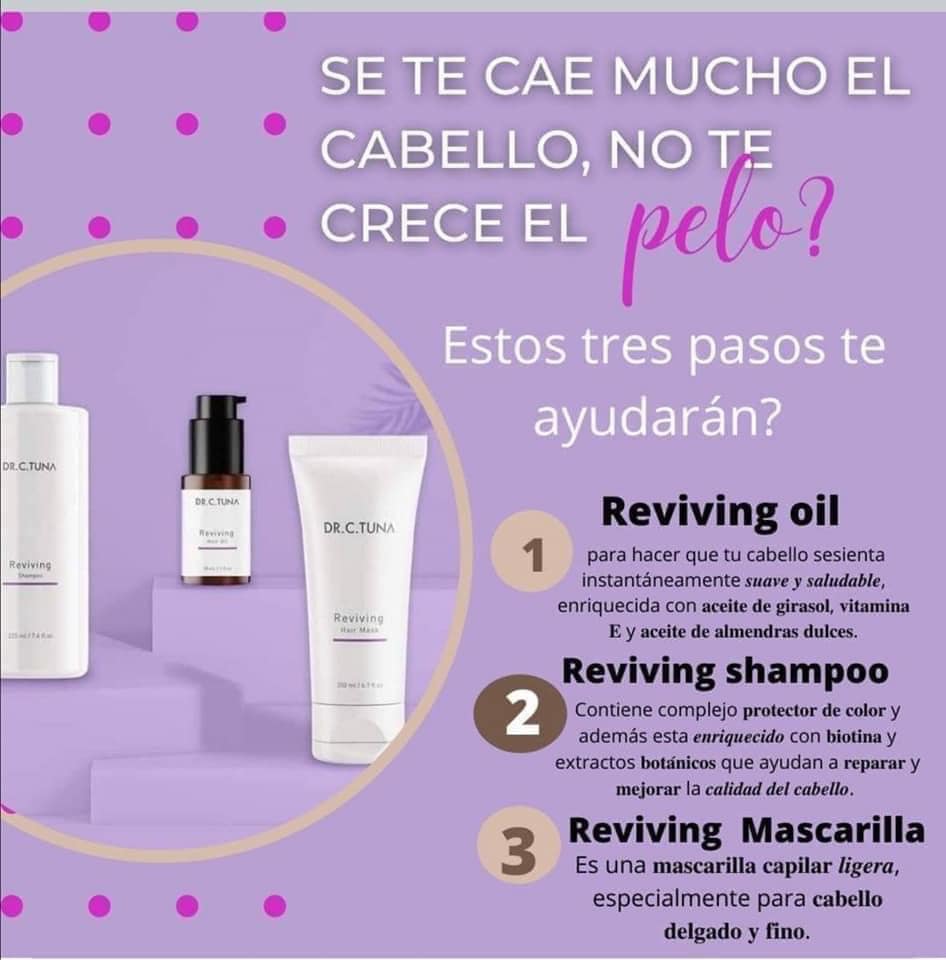 SE TE CAE MUCHO EL
CABELLO, NO TE
CRECE EL pelo?
Estos tres pasos te
ayudarán?
DR.C.TUNA
Reviving
Shampoo
DR.C.TUNA
Reviving
Hair Oil
DR.C.TUNA
Reviving
Hair Mask
1
Reviving oil
para hacer que tu cabello sesienta
instantáneamente suave y saludable,
enriquecida con aceite de girasol, vitamina
E y aceite de almendras dulces.
2
Reviving shampoo
Contiene complejo protector de color y
además esta enriquecido con biotina y
extractos botánicos que ayudan a reparar y
mejorar la calidad del cabello.
3
Reviving Mascarilla
Es una mascarilla capilar ligera,
especialmente para cabello
delgado y fino.